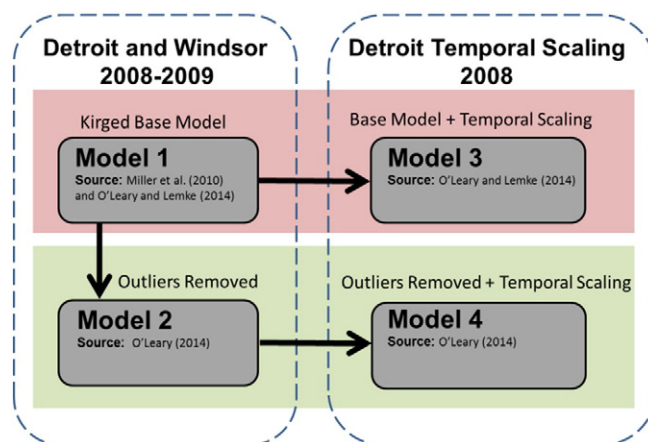 Detroit and Windsor
2008-2009
Detroit Temporal Scaling
2008
Kirged Base Model
Model 1
Source: Miller et al. (2010)
and O'Leary and Lemke (2014)
Base Model + Temporal Scaling
Model 3
Source: O'Leary and Lemke (2014)
Outliers Removed
Model 2
Source: O'Leary (2014)
Outliers Removed + Temporal Scaling
Model 4
Source: O'Leary (2014)